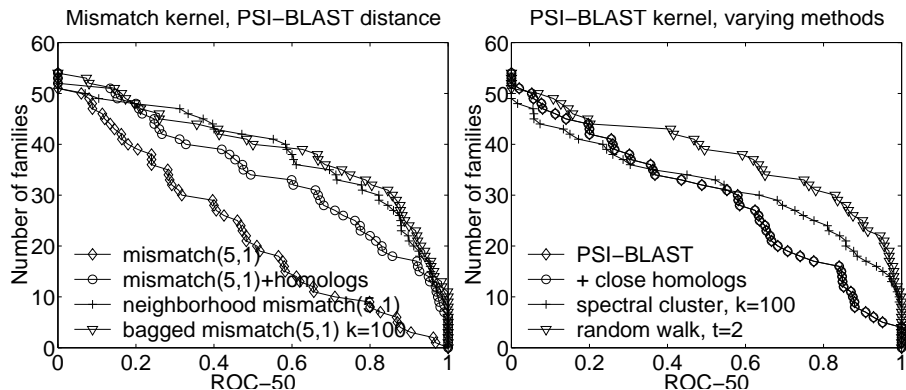 Mismatch kernel, PSI−BLAST distance
60
50
40
30
20
10
0
Number of families
mismatch(5,1)
mismatch(5,1)+homologs
neighborhood mismatch(5,1)
bagged mismatch(5,1) k=100
0
0.2
0.4
0.6
0.8
1
ROC−50
PSI−BLAST kernel, varying methods
60
50
40
30
20
10
0
Number of families
PSI−BLAST
+ close homologs
spectral cluster, k=100
random walk, t=2
0
0.2
0.4
0.6
0.8
1
ROC−50